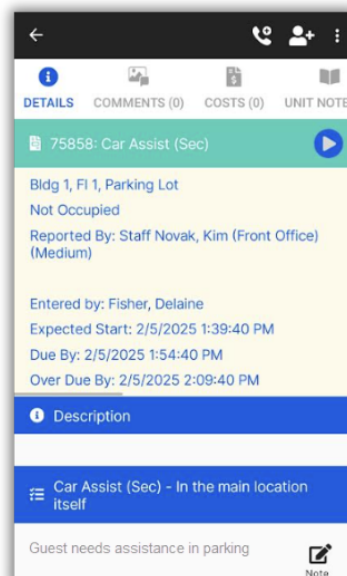 DETAILS COMMENTS (0) COSTS (0) UNIT NOTE
75858: Car Assist (Sec)
Bldg 1, Fl 1, Parking Lot
Not Occupied
Reported By: Staff Novak, Kim (Front Office)
(Medium)
Entered by: Fisher, Delaine
Expected Start: 2/5/2025 1:39:40 PM
Due By: 2/5/2025 1:54:40 PM
Over Due By: 2/5/2025 2:09:40 PM
Description
Car Assist (Sec) - In the main location
itself
Guest needs assistance in parking
Note